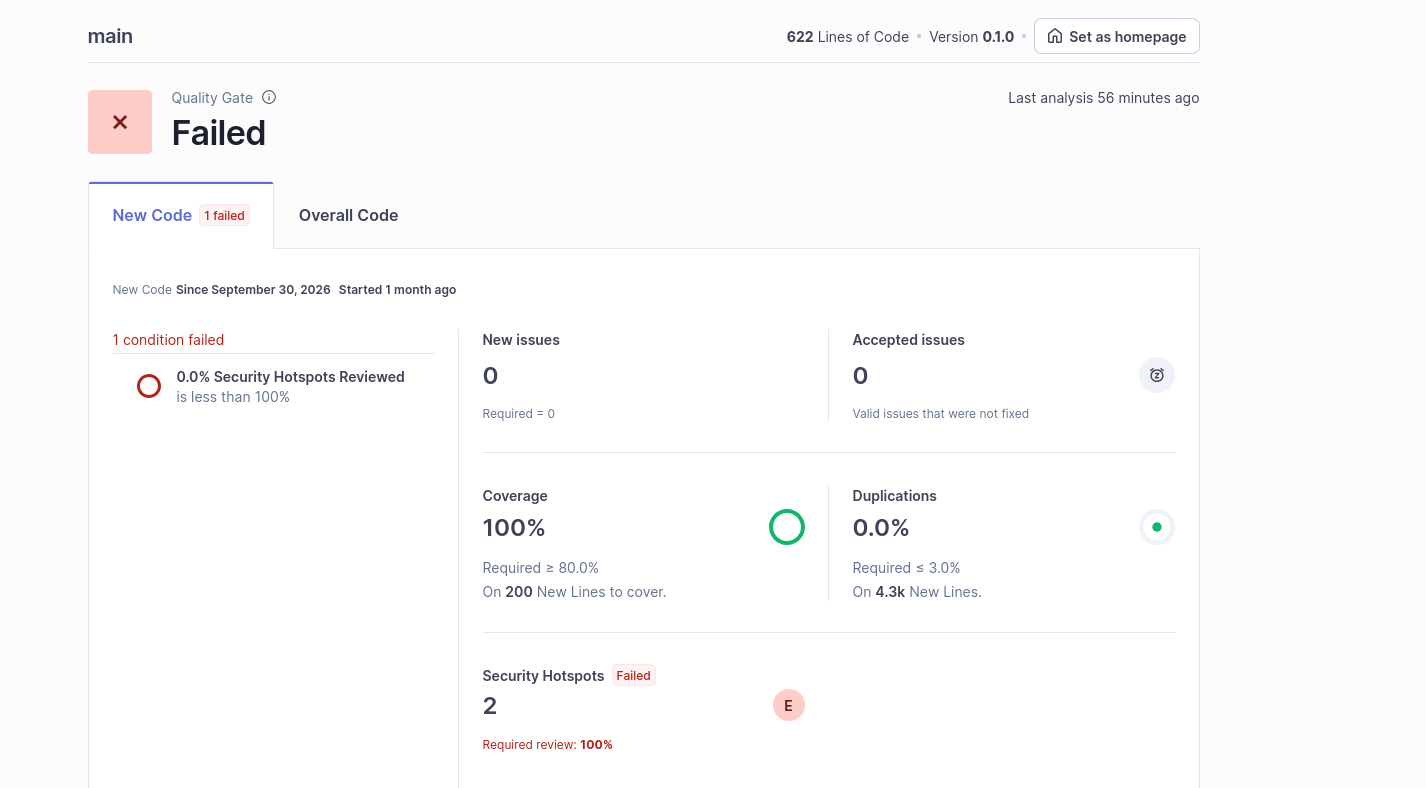 main
622 Lines of Code • Version 0.1.0 • Set as homepage
Quality Gate
Last analysis 56 minutes ago
Failed
New Code 1 failed
Overall Code
New Code Since September 30, 2026 Started 1 month ago
1 condition failed
0.0% Security Hotspots Reviewed
is less than 100%
New issues
0
Required = 0
Accepted issues
0
Valid issues that were not fixed
Coverage
100%
Required ≥ 80.0%
On 200 New Lines to cover.
Duplications
0.0%
Required ≤ 3.0%
On 4.3k New Lines.
Security Hotspots Failed
2
E
Required review: 100%